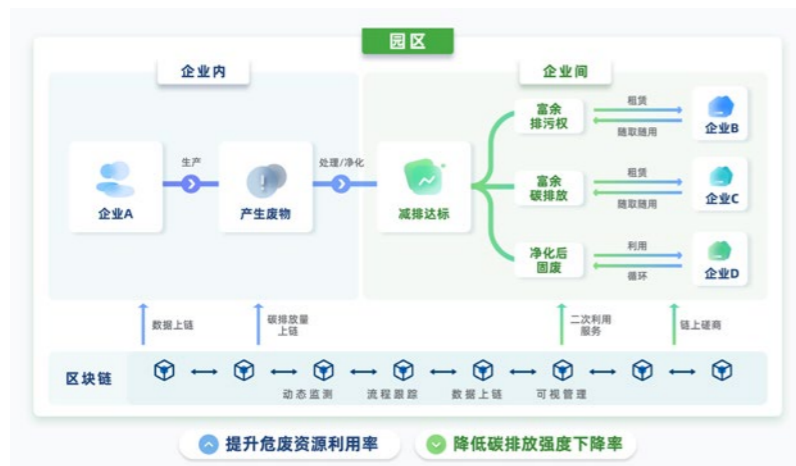 园区
企业内
企业间
企业A
生产
产生废物
处理/净化
减排达标
富余
排污权
租赁
随取随用
企业B
富余
碳排放
租赁
随取随用
企业C
净化后
固废
利用
循环
企业D
数据上链
碳排放量
上链
二次利用
服务
链上磋商
区块链
动态监测
流程跟踪
数据上链
可视管理
提升危废资源利用率
降低碳排放强度下降率